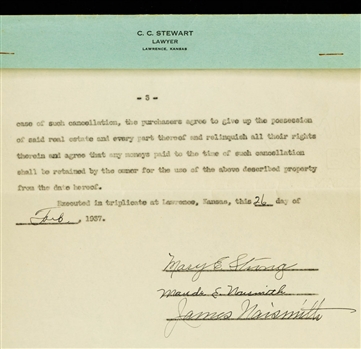 C. C. STEWART
LAWYER
LAWRENCE, KANSAS
- 3 -
case of such cancellation, the purchasers agree to give up the possession
of said real estate and every part thereof and relinquish all their rights
therein and agree that any moneys paid to the time of such cancellation
shall be retained by the owner for the use of the above described property
from the date hereof.
Executed in triplicate at Lawrence, Kansas, this 26 day of
Feb. , 1937.
Mary E. Strong
Maude S. Naismith
James Naismith